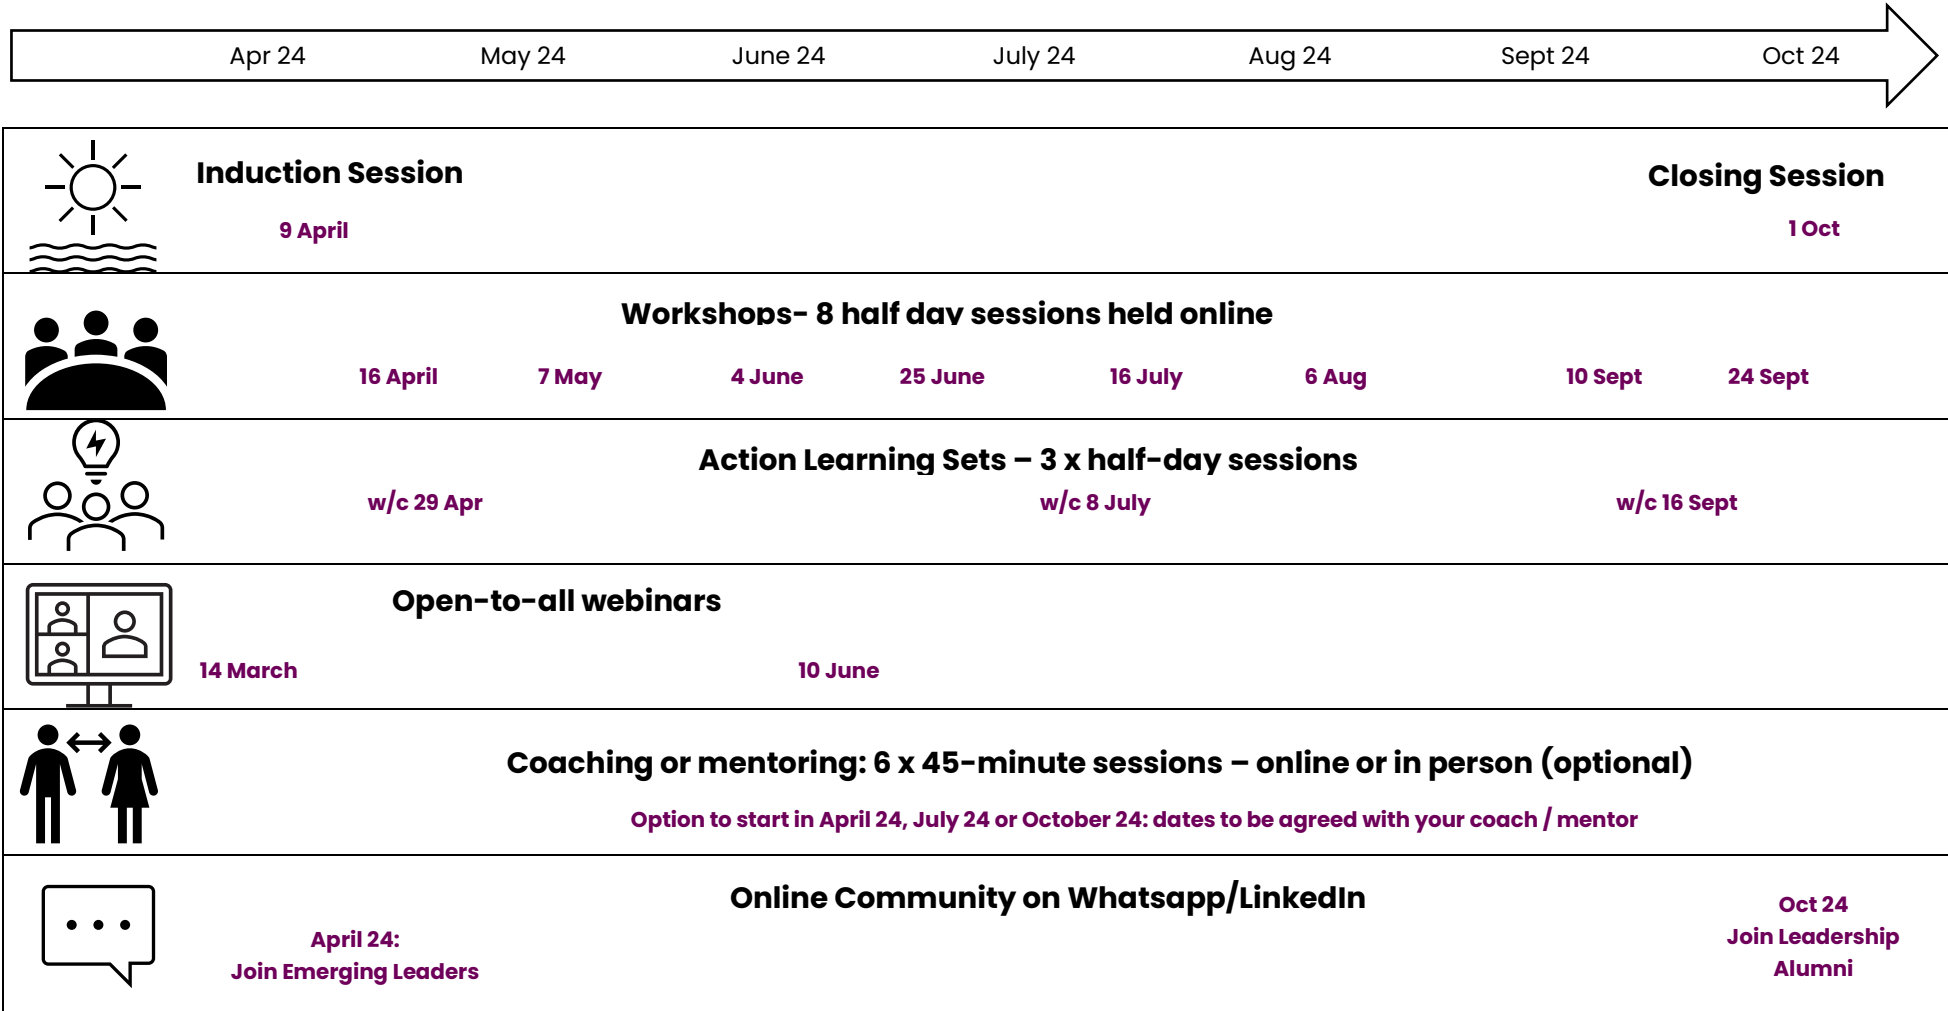 Apr 24 May 24 June 24 July 24 Aug 24 Sept 24 Oct 24
Induction Session
Closing Session
9 April
1 Oct
Workshops- 8 half day sessions held online
16 April 7 May 4 June 25 June 16 July 6 Aug 10 Sept 24 Sept
Action Learning Sets – 3 x half-day sessions
w/c 29 Apr w/c 8 July w/c 16 Sept
Open-to-all webinars
14 March 10 June
Coaching or mentoring: 6 x 45-minute sessions – online or in person (optional)
Option to start in April 24, July 24 or October 24: dates to be agreed with your coach / mentor
Online Community on Whatsapp/LinkedIn
April 24:
Join Emerging Leaders
Oct 24
Join Leadership
Alumni